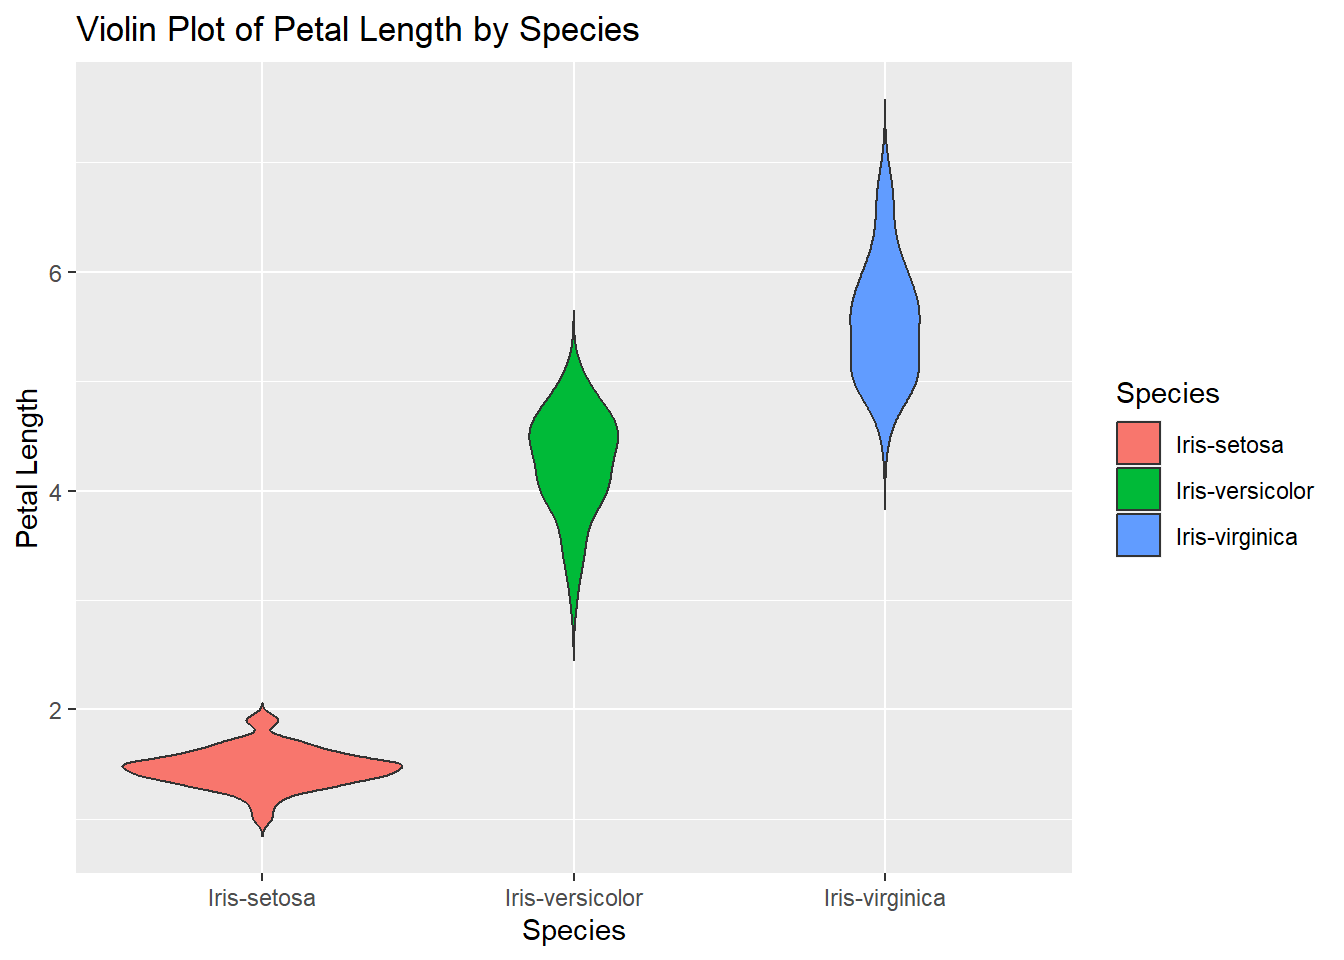 Violin Plot of Petal Length by Species
Petal Length
6
4
2
Iris-setosa
Iris-versicolor
Iris-virginica
Species
Species
Iris-setosa
Iris-versicolor
Iris-virginica